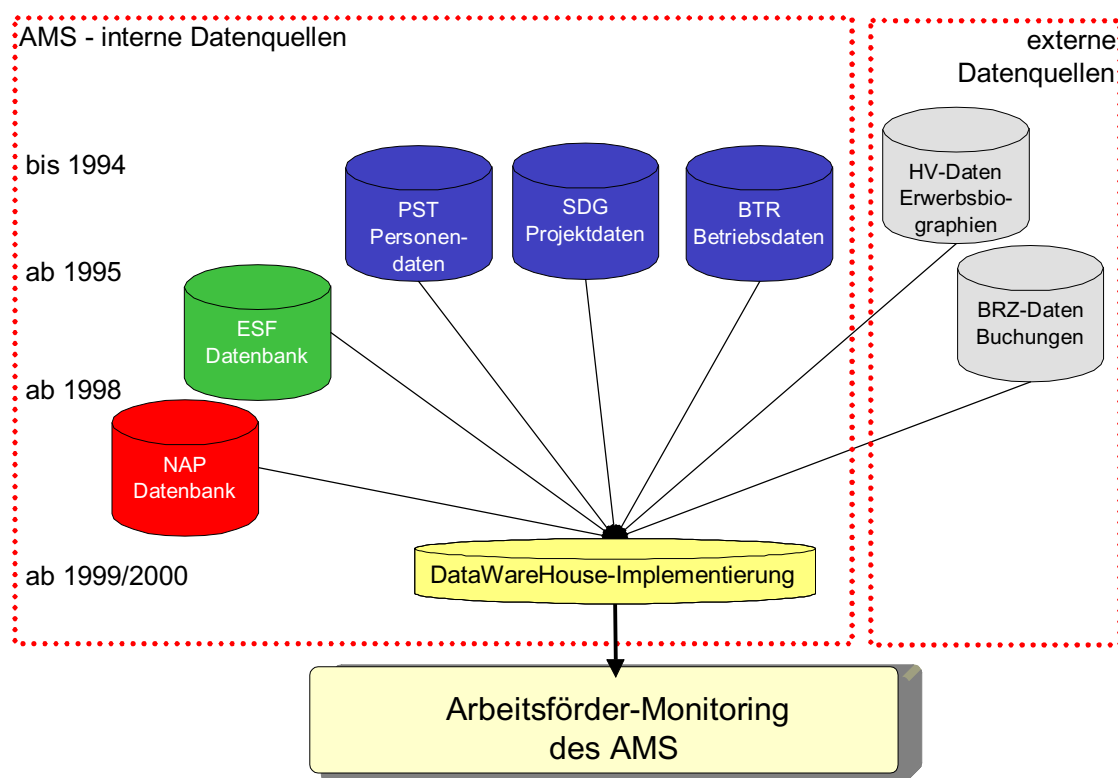 AMS - interne Datenquellen
externe
Datenquellen
bis 1994
PST
Personen-
daten
SDG
Projektdaten
BTR
Betriebsdaten
HV-Daten
Erwerbsbio-
graphien
ab 1995
ESF
Datenbank
BRZ-Daten
Buchungen
ab 1998
NAP
Datenbank
ab 1999/2000
DataWareHouse-Implementierung
Arbeitsförder-Monitoring
des AMS